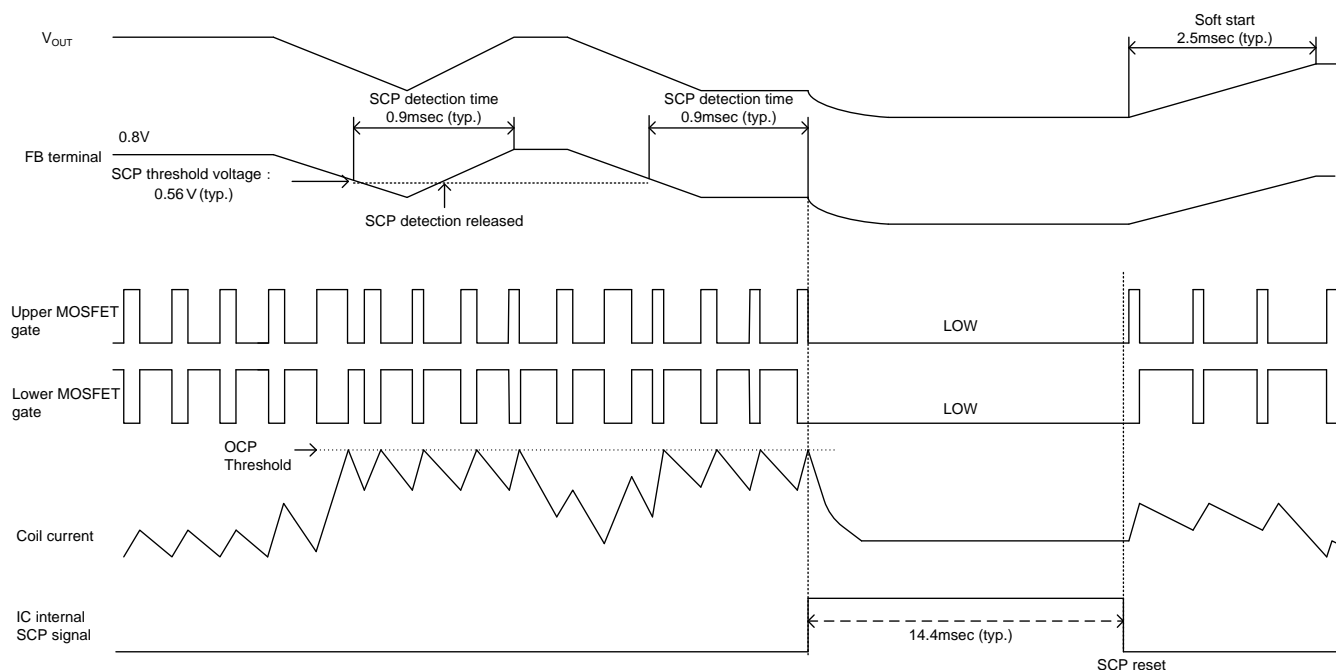 Soft start
2.5msec (typ.)
VOUT
SCP detection time
0.9msec (typ.)
SCP detection time
0.9msec (typ.)
0.8V
FB terminal
SCP threshold voltage :
0.56V(typ.)
SCP detection released
Upper MOSFET
gate
LOW
Lower MOSFET
gate
LOW
OCP
Threshold
Coil current
IC internal
SCP signal
14.4msec (typ.)
SCP reset